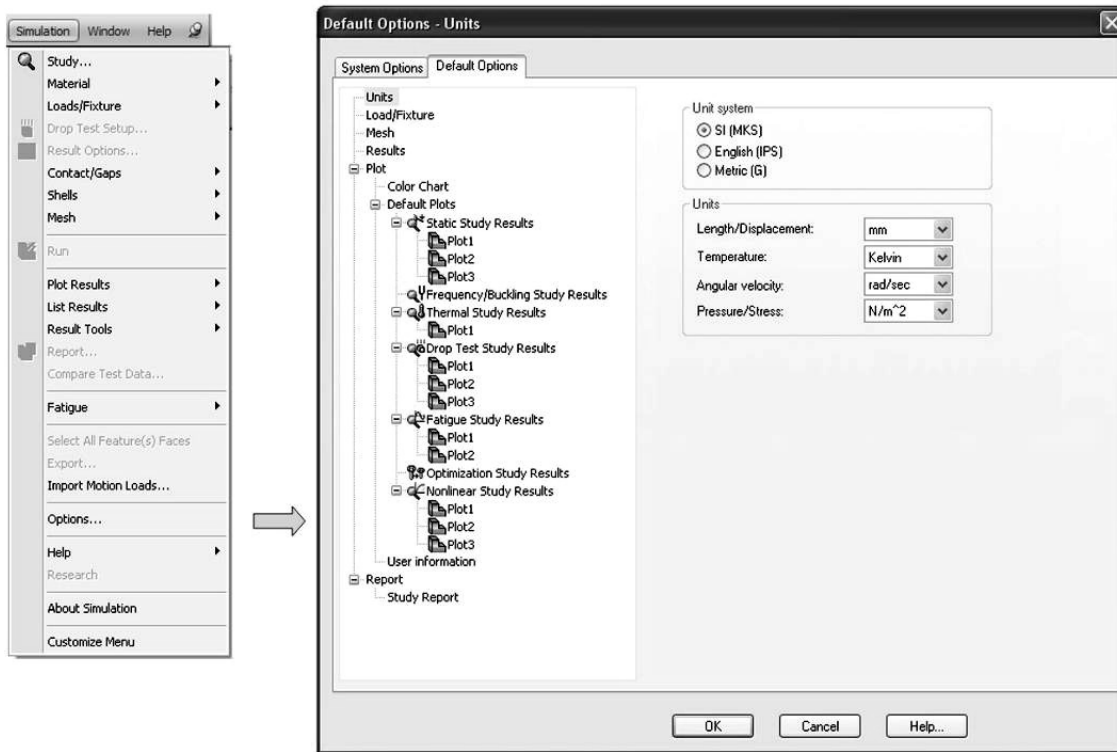 Simulation Window Help
Study...
Material
Loads/Fixture
Drop Test Setup...
Result Options...
Contact/Gaps
Shells
Mesh
Run
Plot Results
List Results
Result Tools
Report...
Compare Test Data...
Fatigue
Select All Feature(s) Faces
Export...
Import Motion Loads...
Options...
Help
Research
About Simulation
Customize Menu
Default Options - Units
System Options Default Options
Units
Load/Fixture
Mesh
Results
Plot
Color Chart
Default Plots
Static Study Results
Plot1
Plot2
Plot3
Frequency/Buckling Study Results
Thermal Study Results
Plot1
Drop Test Study Results
Plot1
Plot2
Plot3
Fatigue Study Results
Plot1
Plot2
Optimization Study Results
Nonlinear Study Results
Plot1
Plot2
Plot3
User information
Report
Study Report
Unit system
SI (MKS)
English (IPS)
Metric (G)
Units
Length/Displacement: mm
Temperature: Kelvin
Angular velocity: rad/sec
Pressure/Stress: N/m^2
OK Cancel Help...